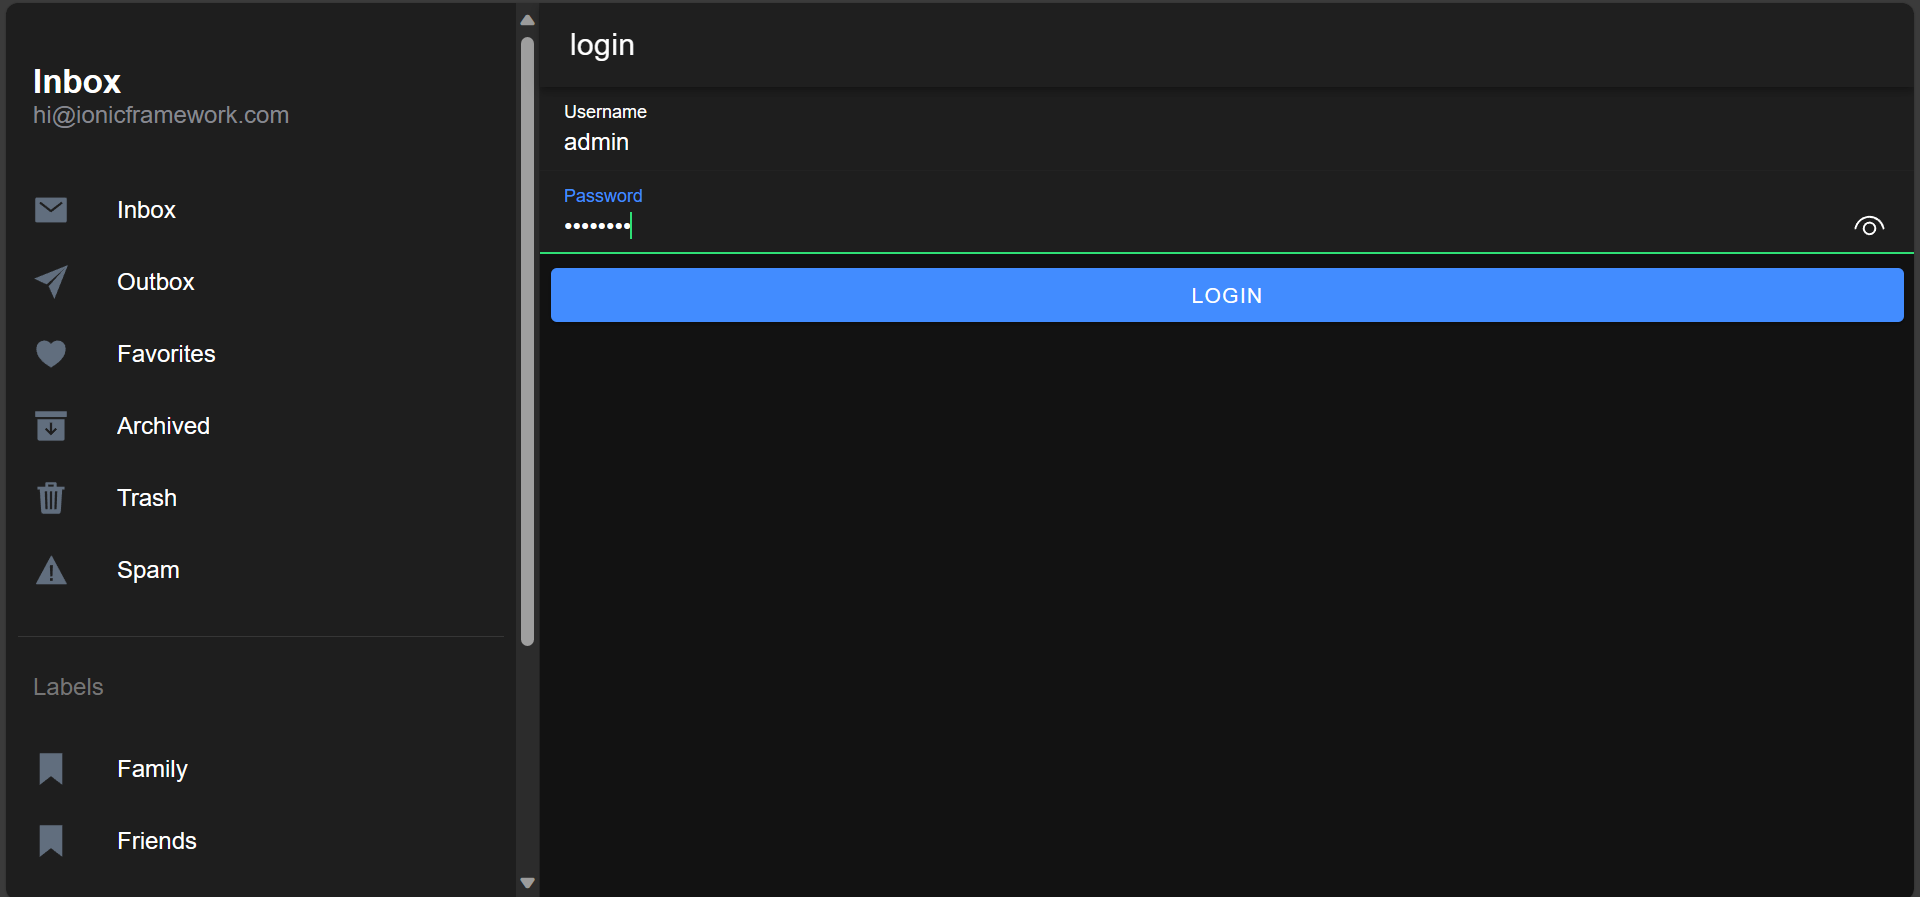 Inbox
hi@ionicframework.com
Inbox
Outbox
Favorites
Archived
Trash
Spam
Labels
Family
Friends
login
Username
admin
Password
••••••••
LOGIN